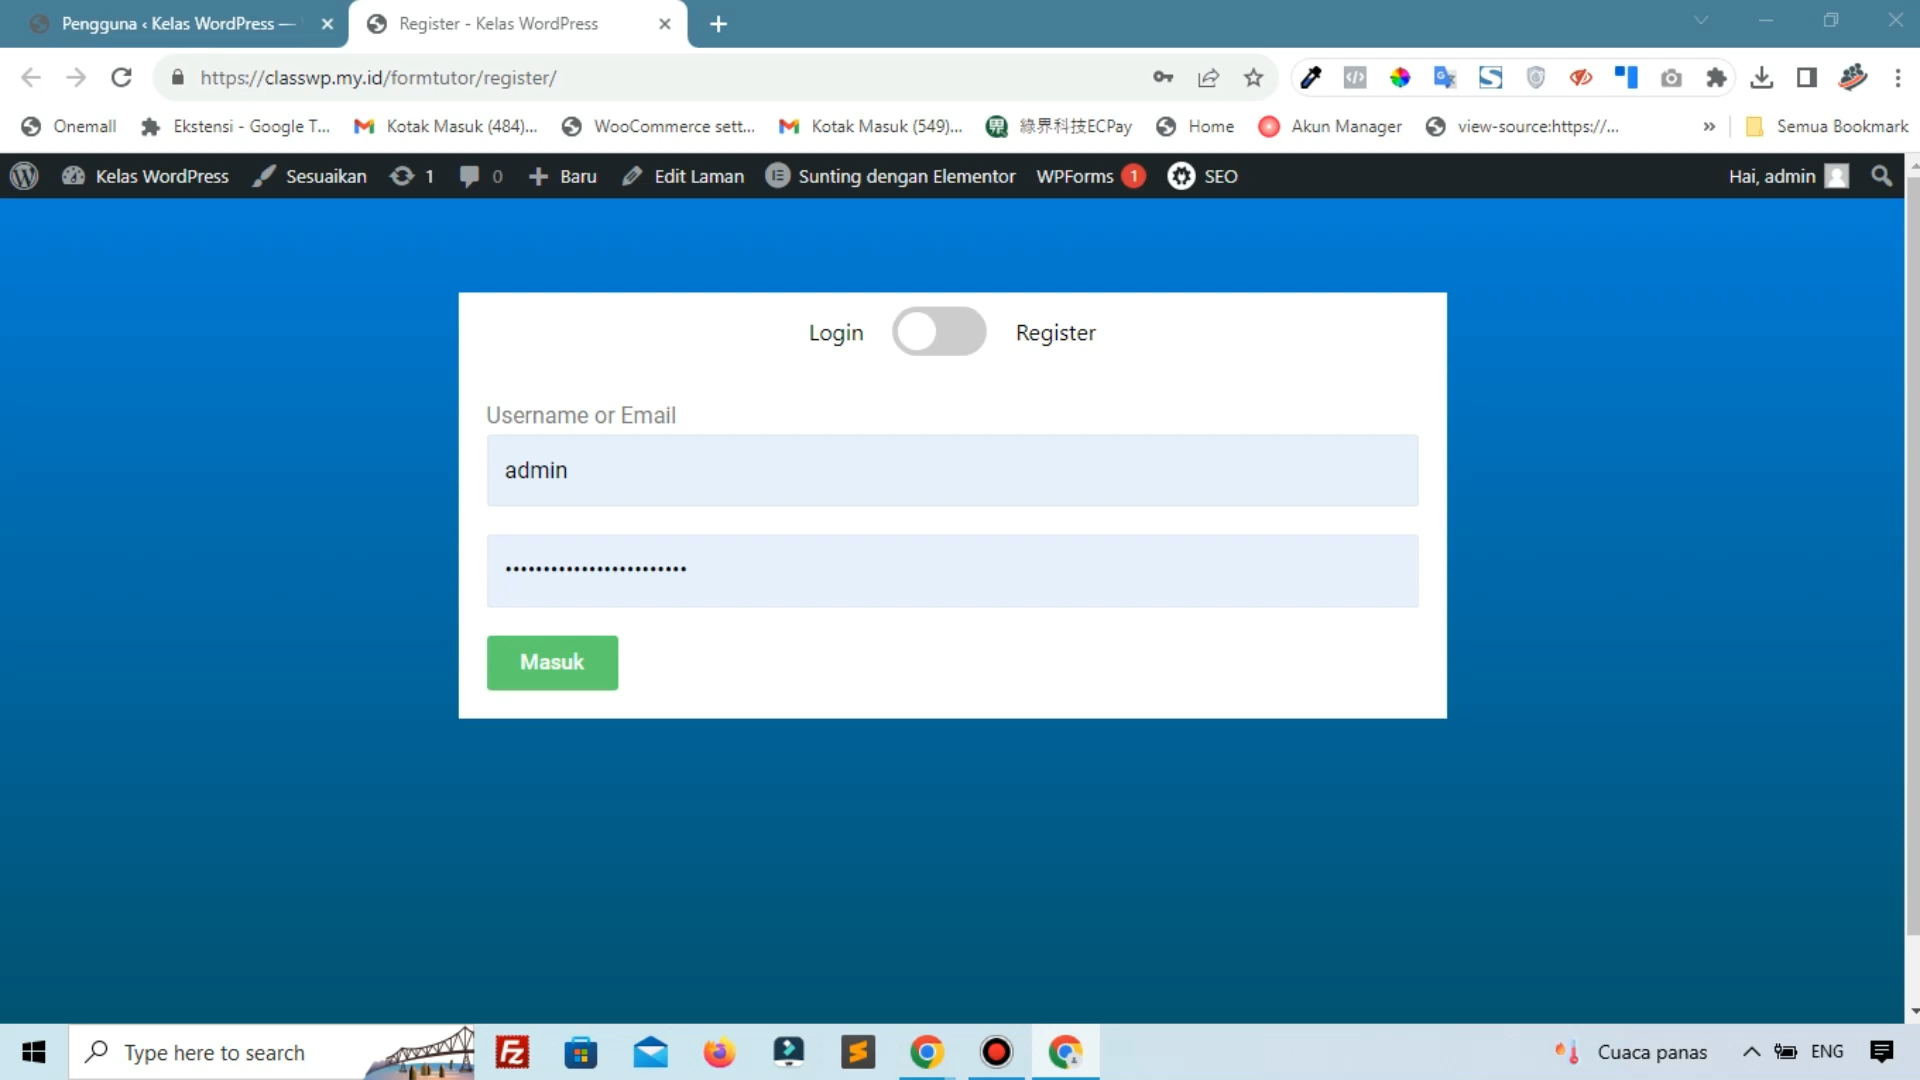 Pengguna ‹ Kelas WordPress —
Register - Kelas WordPress
https://classwp.my.id/formtutor/register/
Onemall
Ekstensi - Google T...
Kotak Masuk (484)...
WooCommerce sett...
Kotak Masuk (549)...
綠界科技ECPay
Home
Akun Manager
view-source:https://...
»
Semua Bookmark
Kelas WordPress
Sesuaikan
1
0
Baru
Edit Laman
Sunting dengan Elementor
WPForms 1
SEO
Hai, admin
Login
Register
Username or Email
admin
Masuk
Type here to search
Cuaca panas
ENG